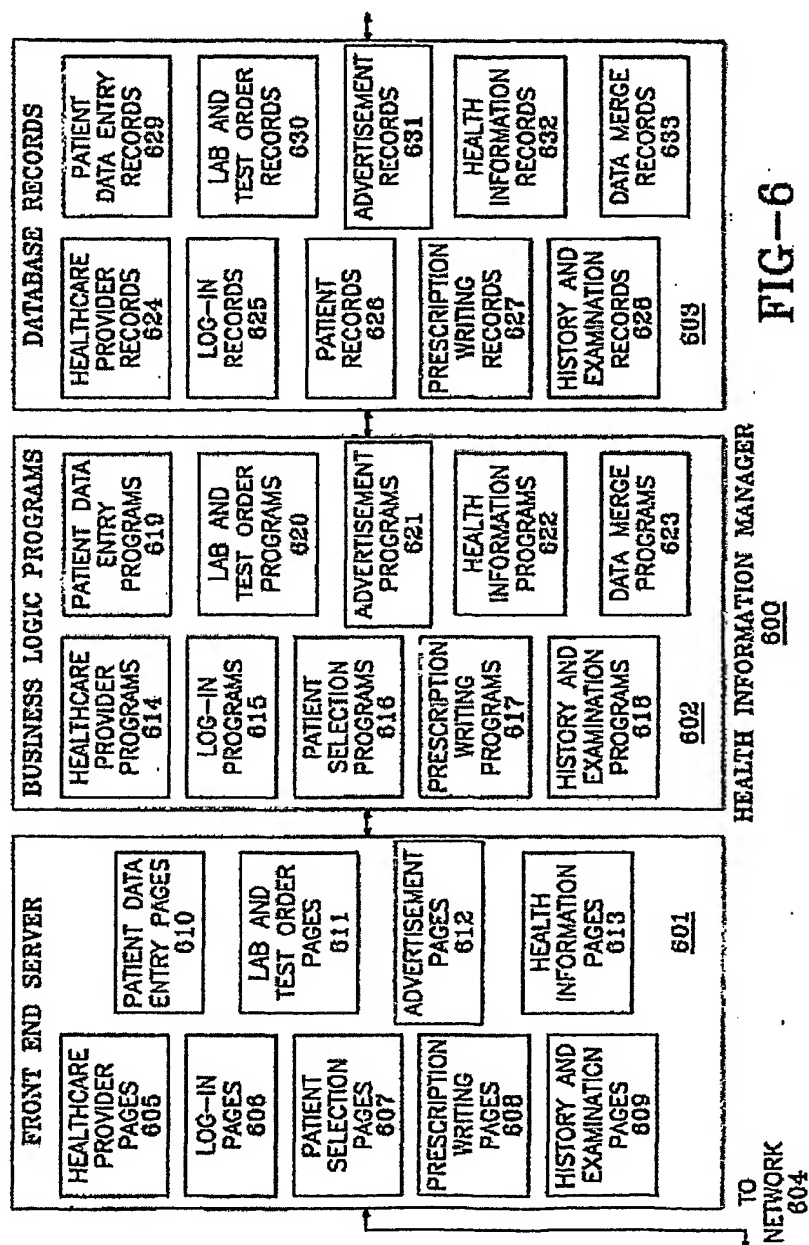 FRONT END SERVER
HEALTHCARE
PROVIDER
PAGES
605
LOG-IN
PAGES
606
PATIENT
SELECTION
PAGES
607
PRESCRIPTION
WRITING PAGES
608
HISTORY AND
EXAMINATION
PAGES
609
PATIENT DATA
ENTRY PAGES
610
LAB AND
TEST ORDER
PAGES
611
ADVERTISEMENT
PAGES
612
HEALTH
INFORMATION
PAGES
613
601
TO
NETWORK
604
BUSINESS LOGIC PROGRAMS
HEALTHCARE
PROVIDER
PROGRAMS
614
LOG-IN
PROGRAMS
615
PATIENT
SELECTION
PROGRAMS
616
PRESCRIPTION
WRITING
PROGRAMS
617
HISTORY AND
EXAMINATION
PROGRAMS
618
PATIENT DATA
ENTRY
PROGRAMS
619
LAB AND
TEST ORDER
PROGRAMS
620
ADVERTISEMENT
PROGRAMS
621
HEALTH
INFORMATION
PROGRAMS
622
DATA MERGE
PROGRAMS
623
602
HEALTH INFORMATION MANAGER
600
DATABASE RECORDS
HEALTHCARE
PROVIDER
RECORDS
624
LOG-IN
RECORDS
625
PATIENT
RECORDS
626
PRESCRIPTION
WRITING
RECORDS
627
HISTORY AND
EXAMINATION
RECORDS
628
PATIENT
DATA ENTRY
RECORDS
629
LAB AND
TEST ORDER
RECORDS
630
ADVERTISEMENT
RECORDS
631
HEALTH
INFORMATION
RECORDS
632
DATA MERGE
RECORDS
633
603
FIG-6